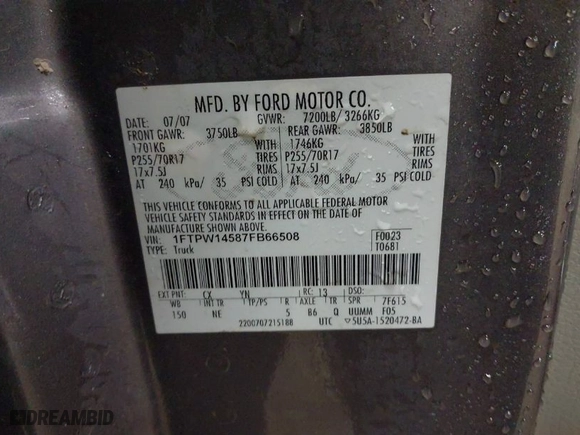 MFD. BY FORD MOTOR CO.
DATE: 07/07 GVWR: 7200LB/ 3266KG
FRONT GAWR: 3750LB REAR GAWR: 3850LB
1701KG WITH 1746KG WITH
P255/70R17 TIRES P255/70R17 TIRES
17x7.5J RIMS 17x7.5J RIMS
AT 240 kPa/ 35 PSI COLD AT 240 kPa/ 35 PSI COLD
THIS VEHICLE CONFORMS TO ALL APPLICABLE FEDERAL MOTOR
VEHICLE SAFETY STANDARDS IN EFFECT ON THE DATE OF
MANUFACTURE SHOWN ABOVE.
VIN: 1FTPW14587FB66508 F0023
TYPE: Truck T0681
EXT PNT: CX YN RC: 13 DSO:
WB INT TR TP/PS R AXLE TR SPR 7F615
150 NE 5 B6 Q UUMM F05
2200707215188 UTC ▽5U5A-1520472-BA
DREAMBID